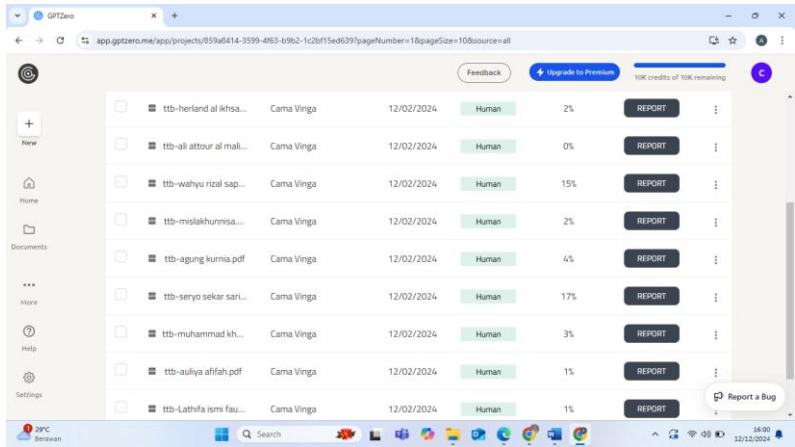 GPTZero
app.gptzero.me/app/projects/859a8414-3599-4f63-b9b2-1c2bf15ed639?pageNumber=1&pageSize=10&source=all
Feedback
Upgrade to Premium
10K credits of 10K remaining
C
New
Home
Documents
More
Help
Settings
ttb-herland al ikhsa... Cama Vinga 12/02/2024 Human 2% REPORT
ttb-ali attour al mali... Cama Vinga 12/02/2024 Human 0% REPORT
ttb-wahyu rizal sap... Cama Vinga 12/02/2024 Human 15% REPORT
ttb-mislakhunnisa.... Cama Vinga 12/02/2024 Human 2% REPORT
ttb-agung kurnia.pdf Cama Vinga 12/02/2024 Human 4% REPORT
ttb-seryo sekar sari... Cama Vinga 12/02/2024 Human 17% REPORT
ttb-muhammad kh... Cama Vinga 12/02/2024 Human 3% REPORT
ttb-auliya afifah.pdf Cama Vinga 12/02/2024 Human 1% REPORT
ttb-Lathifa ismi fau... Cama Vinga 12/02/2024 Human 1% REPORT
Report a Bug
29°C
Berawan
Search
16:00
12/12/2024